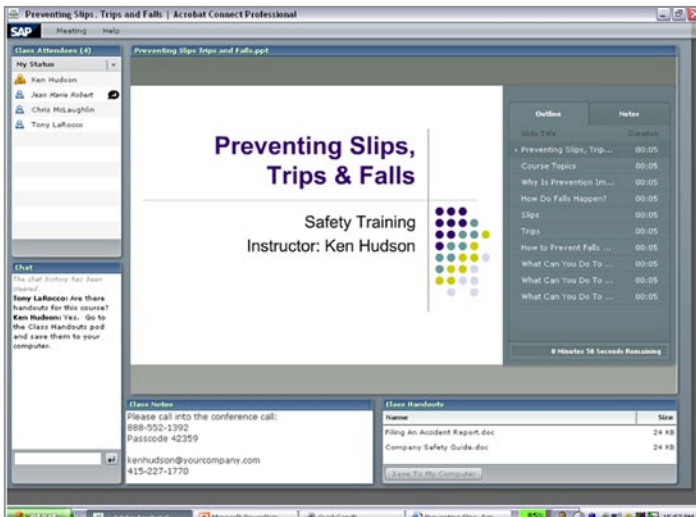 Preventing Slips, Trips and Falls | Acrobat Connect Professional
SAP Meeting Help
Class Attendees (4)
My Status
Ken Hudson
Jean Marie Robert
Chris McLaughlin
Tony LaRocco
Chat
The chat history has been
cleared.
Tony LaRocco: Are there
handouts for this course?
Ken Hudson: Yes. Go to
the Class Handouts pod
and save them to your
computer.
Preventing Slips Trips and Falls.ppt
Preventing Slips,
Trips & Falls
Safety Training
Instructor: Ken Hudson
Outline Notes
Slide Title Duration
Preventing Slips, Trip... 00:05
Course Topics 00:05
Why Is Prevention Im... 00:05
How Do Falls Happen? 00:05
Slips 00:05
Trips 00:05
How to Prevent Falls ... 00:05
What Can You Do To ... 00:05
What Can You Do To ... 00:05
What Can You Do To ... 00:05
0 Minutes 50 Seconds Remaining
Class Notes
Please call into the conference call:
888-552-1392
Passcode 42359
kenhudson@yourcompany.com
415-227-1770
Class Handouts
Name Size
Filing An Accident Report.doc 24 KB
Company Safety Guide.doc 24 KB
Save To My Computer